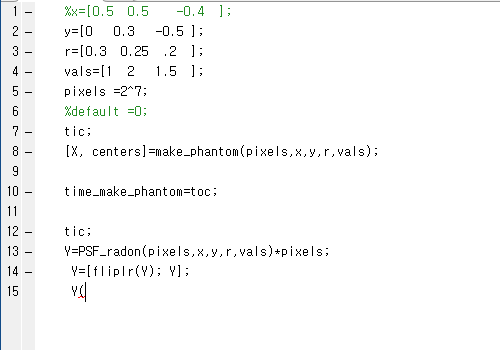 1 %x=[0.5 0.5 -0.4 ];
2 – y=[0 0.3 -0.5 ];
3 – r=[0.3 0.25 .2 ];
4 – vals=[1 2 1.5 ];
5 – pixels =2^7;
6 %default =0;
7 – tic;
8 – [X, centers]=make_phantom(pixels,x,y,r,vals);
9
10 – time_make_phantom=toc;
11
12 – tic;
13 – Y=PSF_radon(pixels,x,y,r,vals)*pixels;
14 – Y=[fliplr(Y); Y];
15 Y(